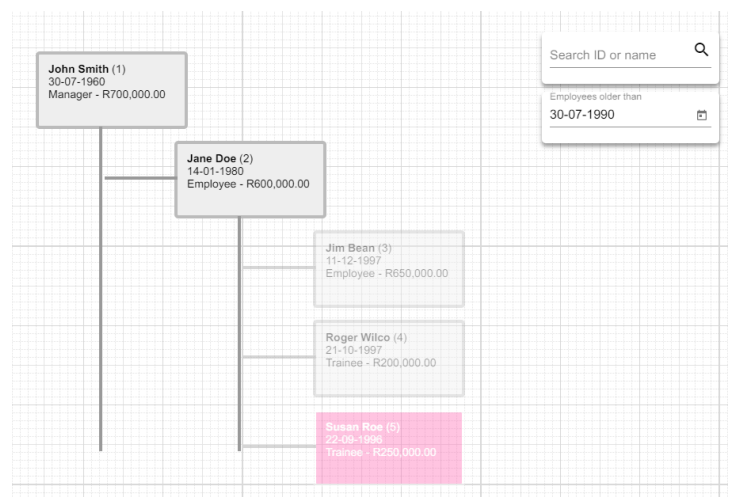 John Smith (1)
30-07-1960
Manager - R700,000.00
Search ID or name
Employees older than
30-07-1990
Jane Doe (2)
14-01-1980
Employee - R600,000.00
Jim Bean (3)
11-12-1997
Employee - R650,000.00
Roger Wilco (4)
21-10-1997
Trainee - R200,000.00
Susan Roe (5)
22-09-1996
Trainee - R250,000.00